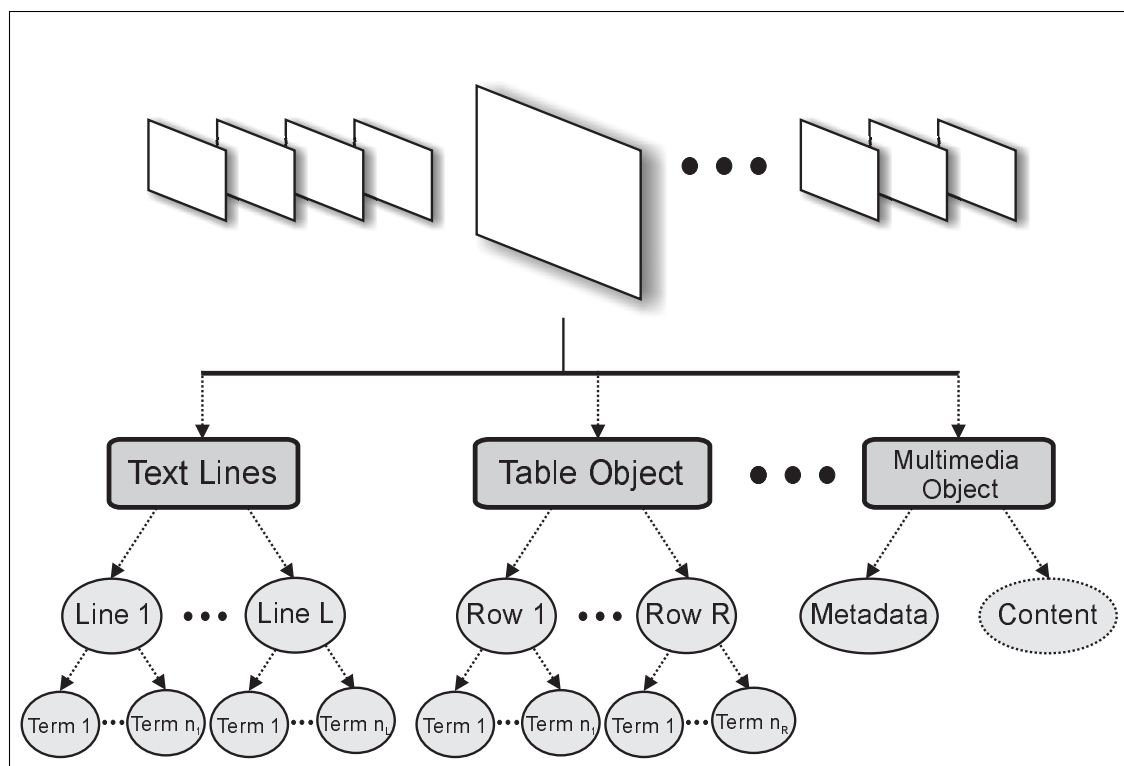 Text Lines
Table Object
Multimedia
Object
Line 1
Line L
Row 1
Row R
Metadata
Content
Term 1
Term n1
Term 1
Term nL
Term 1
Term n1
Term 1
Term nR